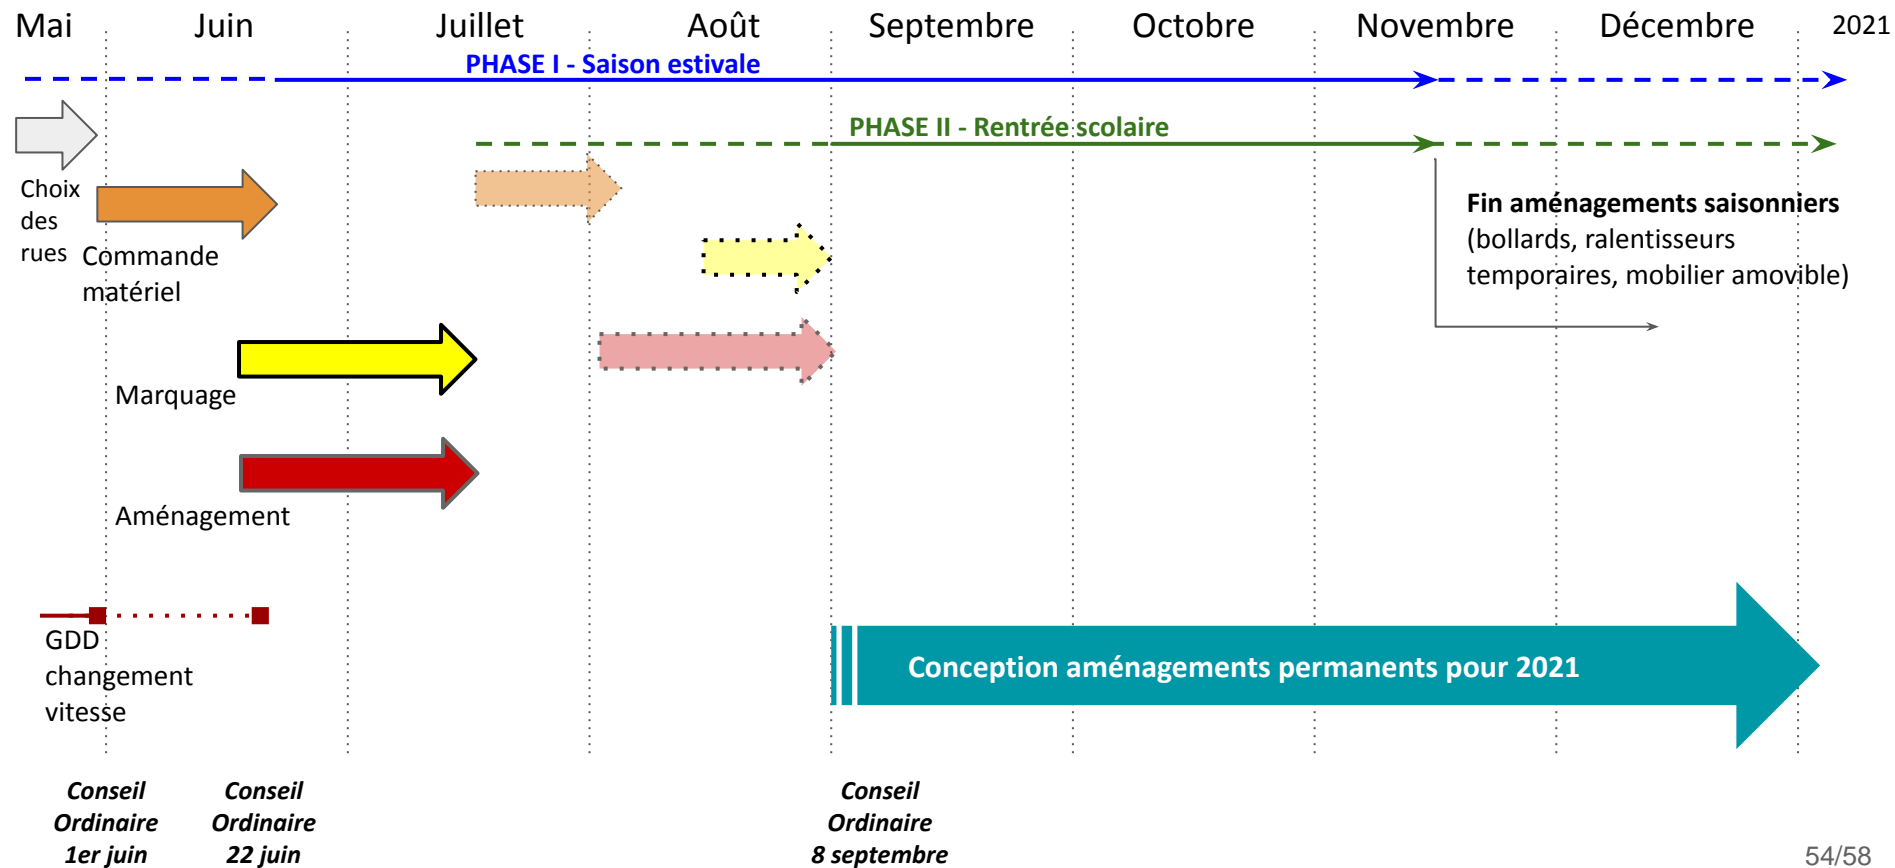 Mai
Juin
Juillet
Août
Septembre
Octobre
Novembre
Décembre
2021
PHASE I - Saison estivale
PHASE II - Rentrée scolaire
Choix
des
rues
Commande
matériel
Fin aménagements saisonniers
(bollards, ralentisseurs
temporaires, mobilier amovible)
Marquage
Aménagement
GDD
changement
vitesse
Conception aménagements permanents pour 2021
Conseil
Ordinaire
1er juin
Conseil
Ordinaire
22 juin
Conseil
Ordinaire
8 septembre
54/58